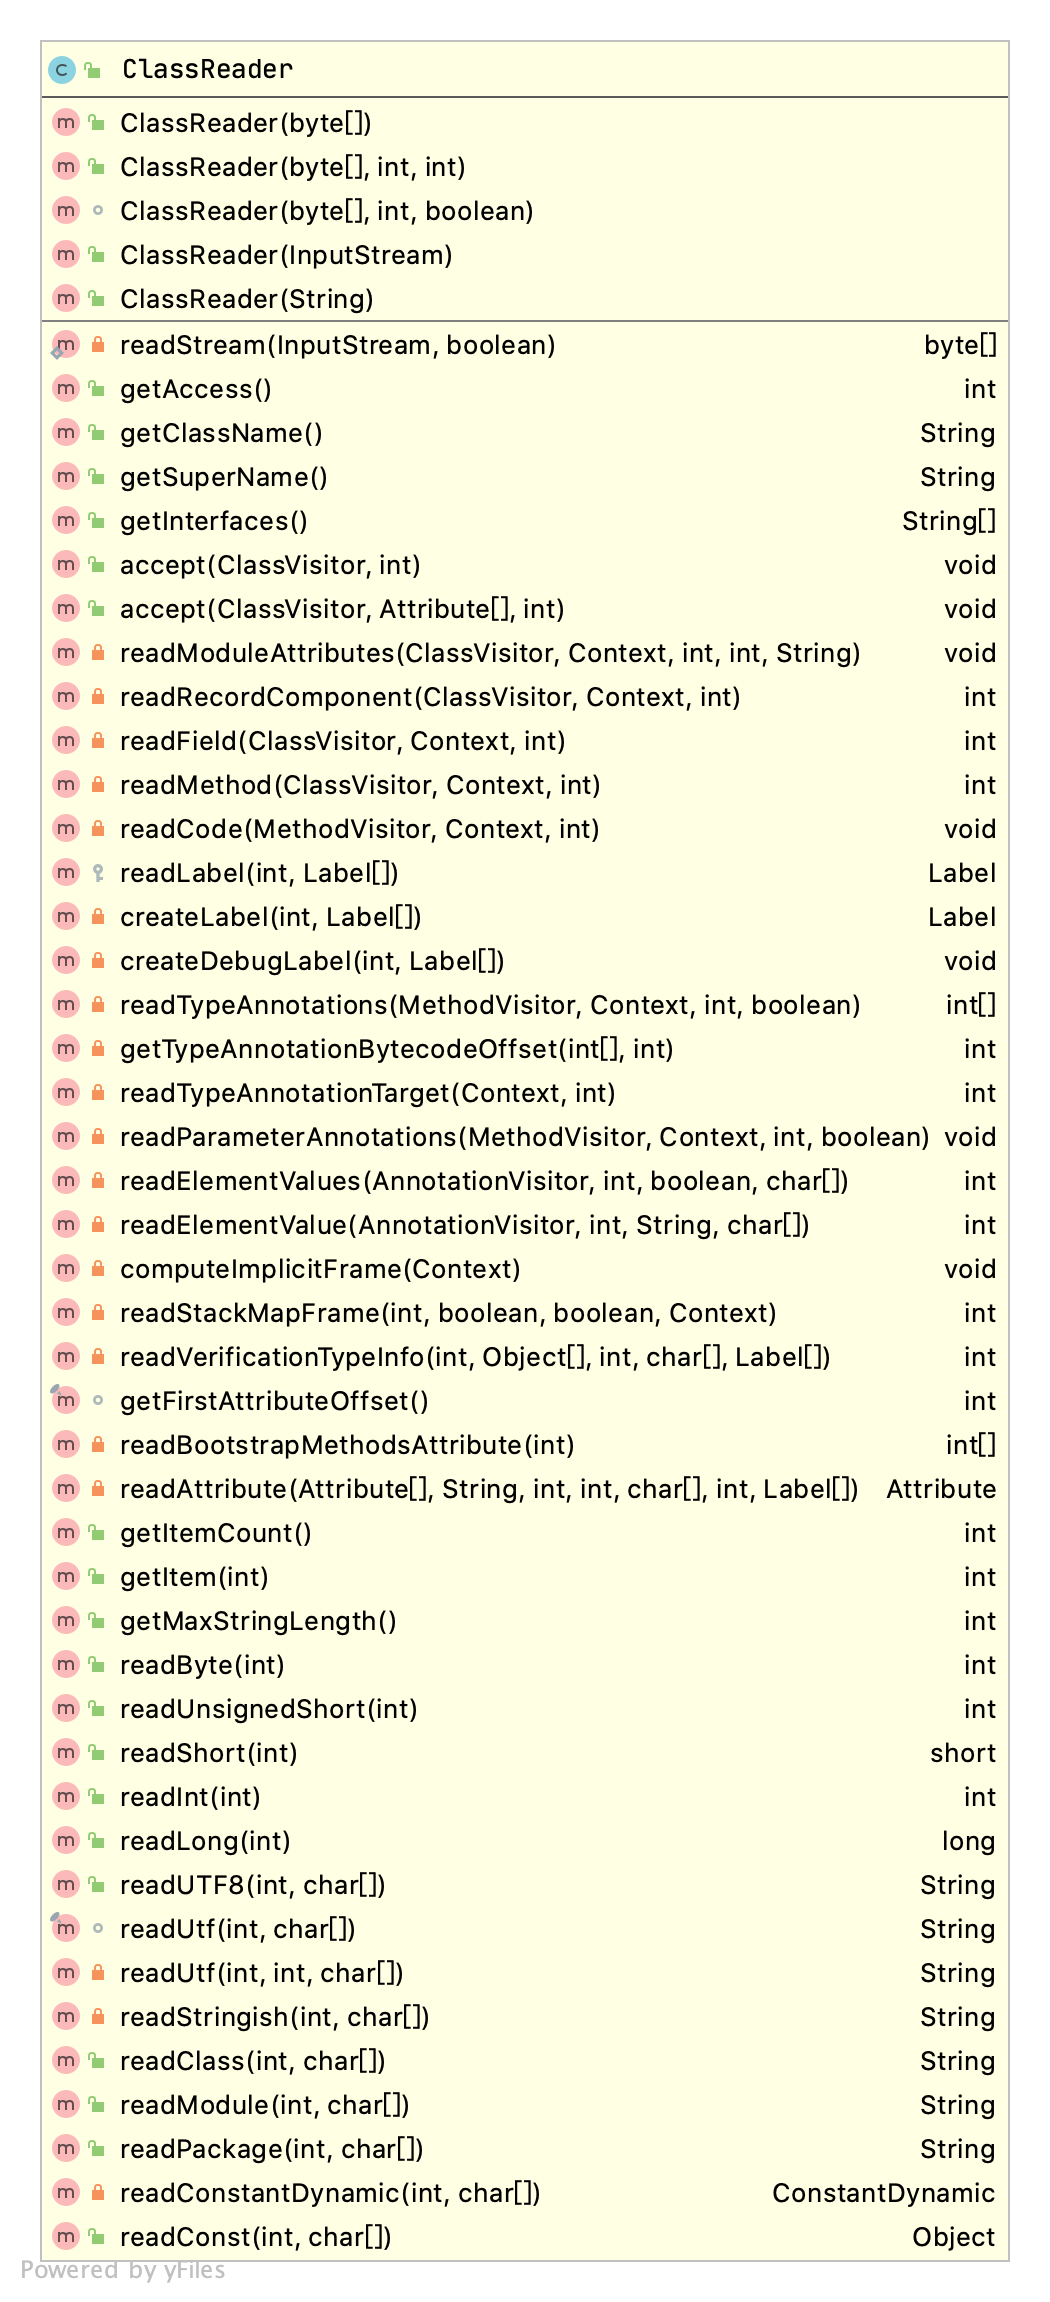 ClassReader
ClassReader(byte[])
ClassReader(byte[], int, int)
ClassReader(byte[], int, boolean)
ClassReader(InputStream)
ClassReader(String)
readStream(InputStream, boolean) byte[]
getAccess() int
getClassName() String
getSuperName() String
getInterfaces() String[]
accept(ClassVisitor, int) void
accept(ClassVisitor, Attribute[], int) void
readModuleAttributes(ClassVisitor, Context, int, int, String) void
readRecordComponent(ClassVisitor, Context, int) int
readField(ClassVisitor, Context, int) int
readMethod(ClassVisitor, Context, int) int
readCode(MethodVisitor, Context, int) void
readLabel(int, Label[]) Label
createLabel(int, Label[]) Label
createDebugLabel(int, Label[]) void
readTypeAnnotations(MethodVisitor, Context, int, boolean) int[]
getTypeAnnotationBytecodeOffset(int[], int) int
readTypeAnnotationTarget(Context, int) int
readParameterAnnotations(MethodVisitor, Context, int, boolean) void
readElementValues(AnnotationVisitor, int, boolean, char[]) int
readElementValue(AnnotationVisitor, int, String, char[]) int
computeImplicitFrame(Context) void
readStackMapFrame(int, boolean, boolean, Context) int
readVerificationTypeInfo(int, Object[], int, char[], Label[]) int
getFirstAttributeOffset() int
readBootstrapMethodsAttribute(int) int[]
readAttribute(Attribute[], String, int, int, char[], int, Label[]) Attribute
getItemCount() int
getItem(int) int
getMaxStringLength() int
readByte(int) int
readUnsignedShort(int) int
readShort(int) short
readInt(int) int
readLong(int) long
readUTF8(int, char[]) String
readUtf(int, char[]) String
readUtf(int, int, char[]) String
readStringish(int, char[]) String
readClass(int, char[]) String
readModule(int, char[]) String
readPackage(int, char[]) String
readConstantDynamic(int, char[]) ConstantDynamic
readConst(int, char[]) Object
Powered by yFiles